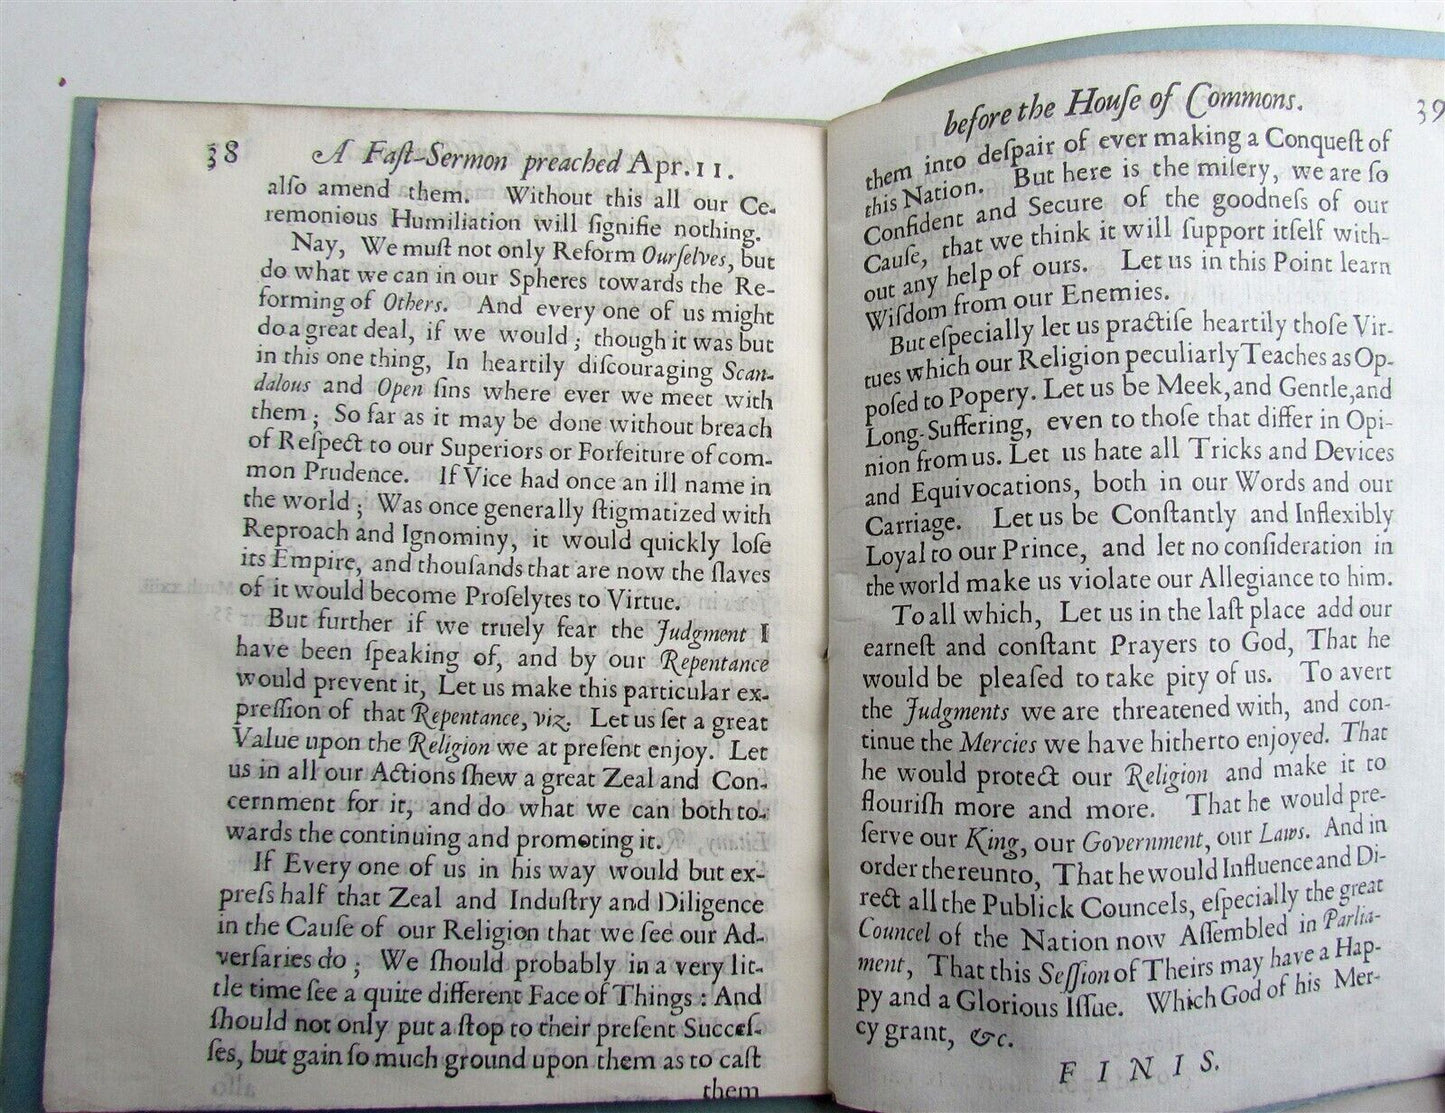 38 A Faſt-Sermon preached Apr. 11.
alſo amend them. Without this all our Ce-
remonious Humiliation will ſignifie nothing.
Nay, We muſt not only Reform Ourſelves, but
do what we can in our Spheres towards the Re-
forming of Others. And every one of us might
do a great deal, if we would; though it was but
in this one thing, In heartily diſcouraging Scan-
dalous and Open ſins where ever we meet with
them; So far as it may be done without breach
of Reſpect to our Superiors or Forfeiture of com-
mon Prudence. If Vice had once an ill name in
the world; Was once generally ſtigmatized with
Reproach and Ignominy, it would quickly loſe
its Empire, and thouſands that are now the ſlaves
of it would become Proſelytes to Virtue.
But further if we truely fear the Judgment I
have been ſpeaking of, and by our Repentance
would prevent it, Let us make this particular ex-
preſſion of that Repentance, viz. Let us ſet a great
Value upon the Religion we at preſent enjoy. Let
us in all our Actions ſhew a great Zeal and Con-
cernment for it, and do what we can both to-
wards the continuing and promoting it.
If Every one of us in his way would but ex-
preſs half that Zeal and Induſtry and Diligence
in the Cauſe of our Religion that we ſee our Ad-
verſaries do; We ſhould probably in a very lit-
tle time ſee a quite different Face of Things: And
ſhould not only put a ſtop to their preſent Succeſ-
ſes, but gain ſo much ground upon them as to caſt
them
before the House of Commons. 39
them into deſpair of ever making a Conqueſt of
this Nation. But here is the miſery, we are ſo
Confident and Secure of the goodneſs of our
Cauſe, that we think it will ſupport itſelf with-
out any help of ours. Let us in this Point learn
Wiſdom from our Enemies.
But eſpecially let us practiſe heartily thoſe Vir-
tues which our Religion peculiarly Teaches as Op-
poſed to Popery. Let us be Meek, and Gentle, and
Long-Suffering, even to thoſe that differ in Opi-
nion from us. Let us hate all Tricks and Devices
and Equivocations, both in our Words and our
Carriage. Let us be Conſtantly and Inflexibly
Loyal to our Prince, and let no conſideration in
the world make us violate our Allegiance to him.
To all which, Let us in the laſt place add our
earneſt and conſtant Prayers to God, That he
would be pleaſed to take pity of us. To avert
the Judgments we are threatened with, and con-
tinue the Mercies we have hitherto enjoyed. That
he would protect our Religion and make it to
flouriſh more and more. That he would pre-
ſerve our King, our Government, our Laws. And in
order thereunto, That he would Influence and Di-
rect all the Publick Councels, eſpecially the great
Councel of the Nation now Aſſembled in Parlia-
ment, That this Seſſion of Theirs may have a Hap-
py and a Glorious Iſſue. Which God of his Mer-
cy grant, &c.
FINIS.